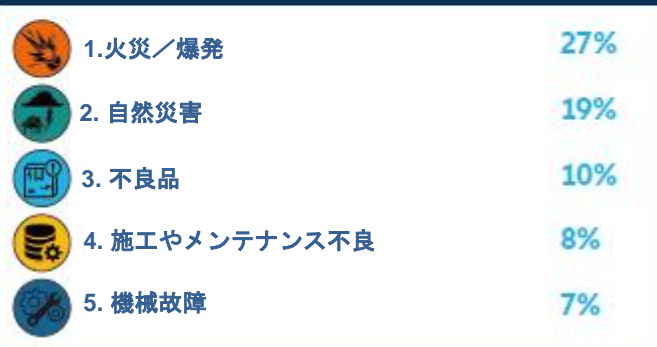 1.火災／爆発 27%
2. 自然災害 19%
3. 不良品 10%
4. 施工やメンテナンス不良 8%
5. 機械故障 7%